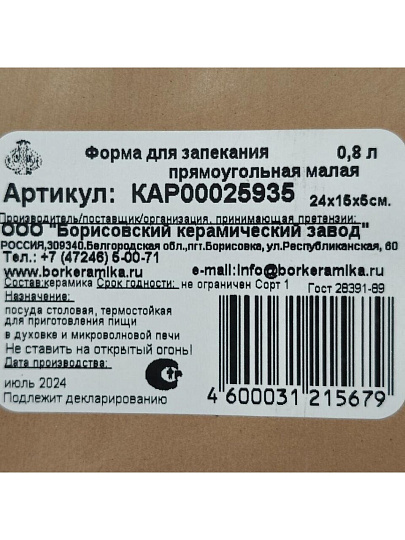 Форма для запекания 0,8 л
прямоугольная малая
Артикул: КАР00025935 24х15х5см.
Производитель/поставщик/организация, принимающая претензии:
ООО "Борисовский керамический завод"
РОССИЯ,309340.Белгородская обл.,пгт.Борисовка, ул.Республиканская, 60
Тел.: +7 (47246) 5-00-71
www.borkeramika.ru e-mail:info@borkeramika.ru
Состав:керамика Срок годности: не ограничен Сорт 1 Гост 28391-89
Назначение:
посуда столовая, термостойкая
для приготовления пищи
в духовке и микроволновой печи
Не ставить на открытый огонь!
Дата производства:
июль 2024
Подлежит декларированию
4 600031 215679